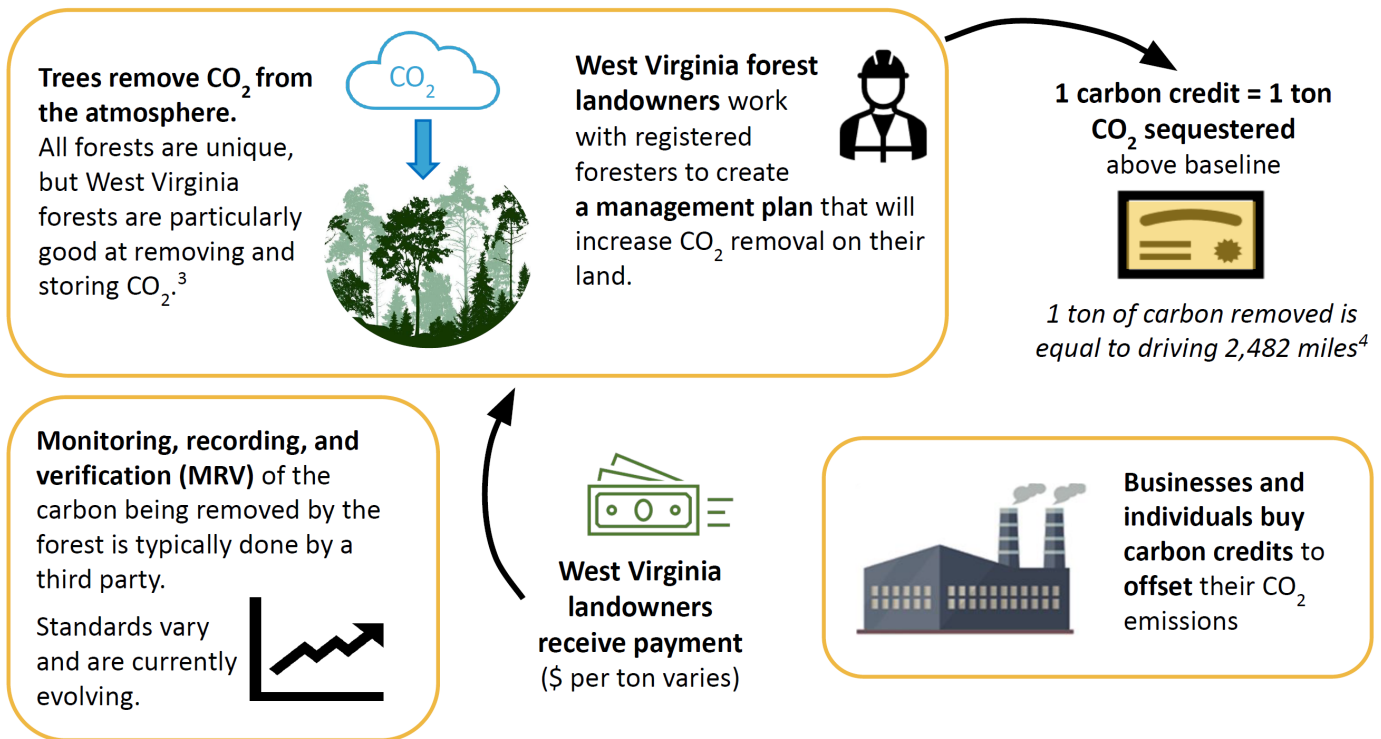 Trees remove CO₂ from
the atmosphere.
All forests are unique,
but West Virginia
forests are particularly
good at removing and
storing CO₂.³
CO₂
West Virginia forest
landowners work
with registered
foresters to create
a management plan that will
increase CO₂ removal on their
land.
1 carbon credit = 1 ton
CO₂ sequestered
above baseline
1 ton of carbon removed is
equal to driving 2,482 miles⁴
Monitoring, recording, and
verification (MRV) of the
carbon being removed by the
forest is typically done by a
third party.
Standards vary
and are currently
evolving.
West Virginia
landowners
receive payment
($ per ton varies)
Businesses and
individuals buy
carbon credits to
offset their CO₂
emissions